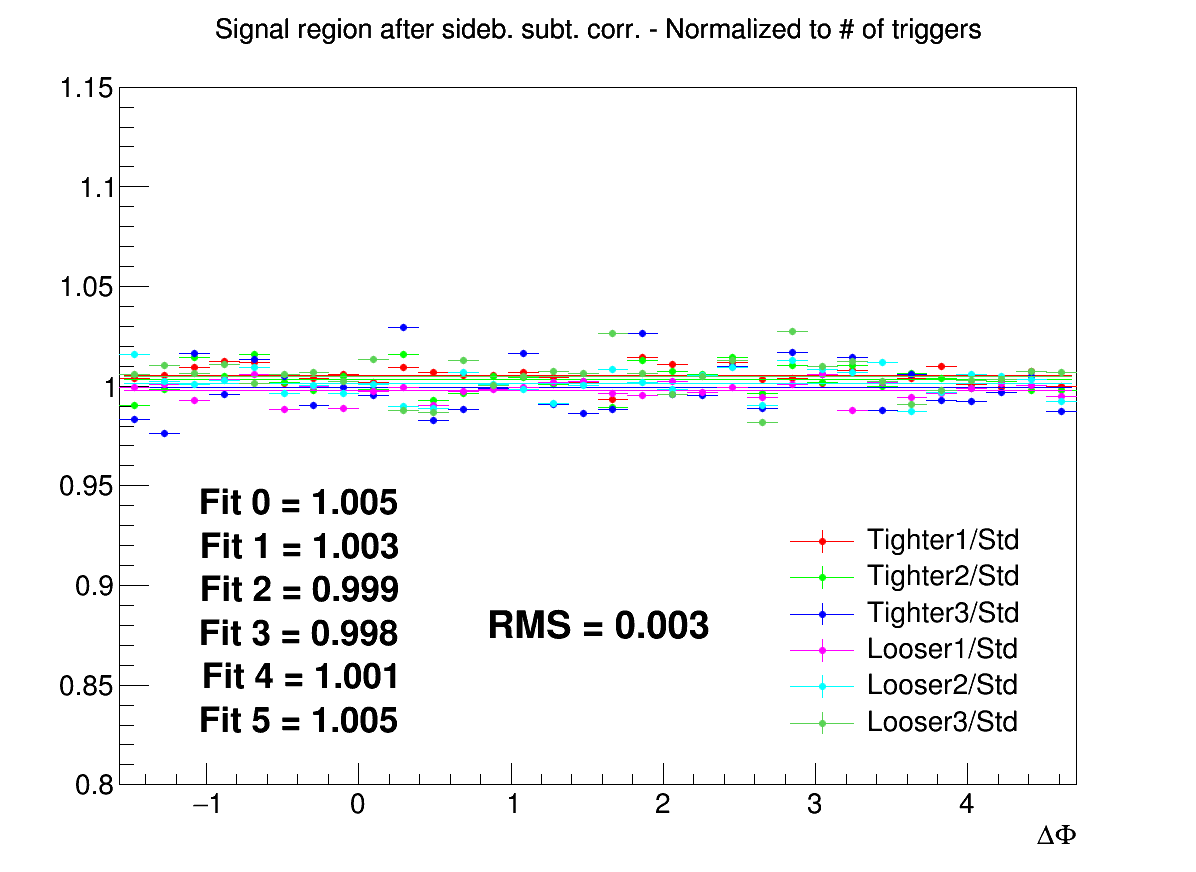 Signal region after sideb. subt. corr. - Normalized to # of triggers
1.15
1.1
1.05
1
0.95
0.9
0.85
0.8
Fit 0 = 1.005
Fit 1 = 1.003
Fit 2 = 0.999
Fit 3 = 0.998
Fit 4 = 1.001
Fit 5 = 1.005
RMS = 0.003
Tighter1/Std
Tighter2/Std
Tighter3/Std
Looser1/Std
Looser2/Std
Looser3/Std
−1 0 1 2 3 4
ΔΦ